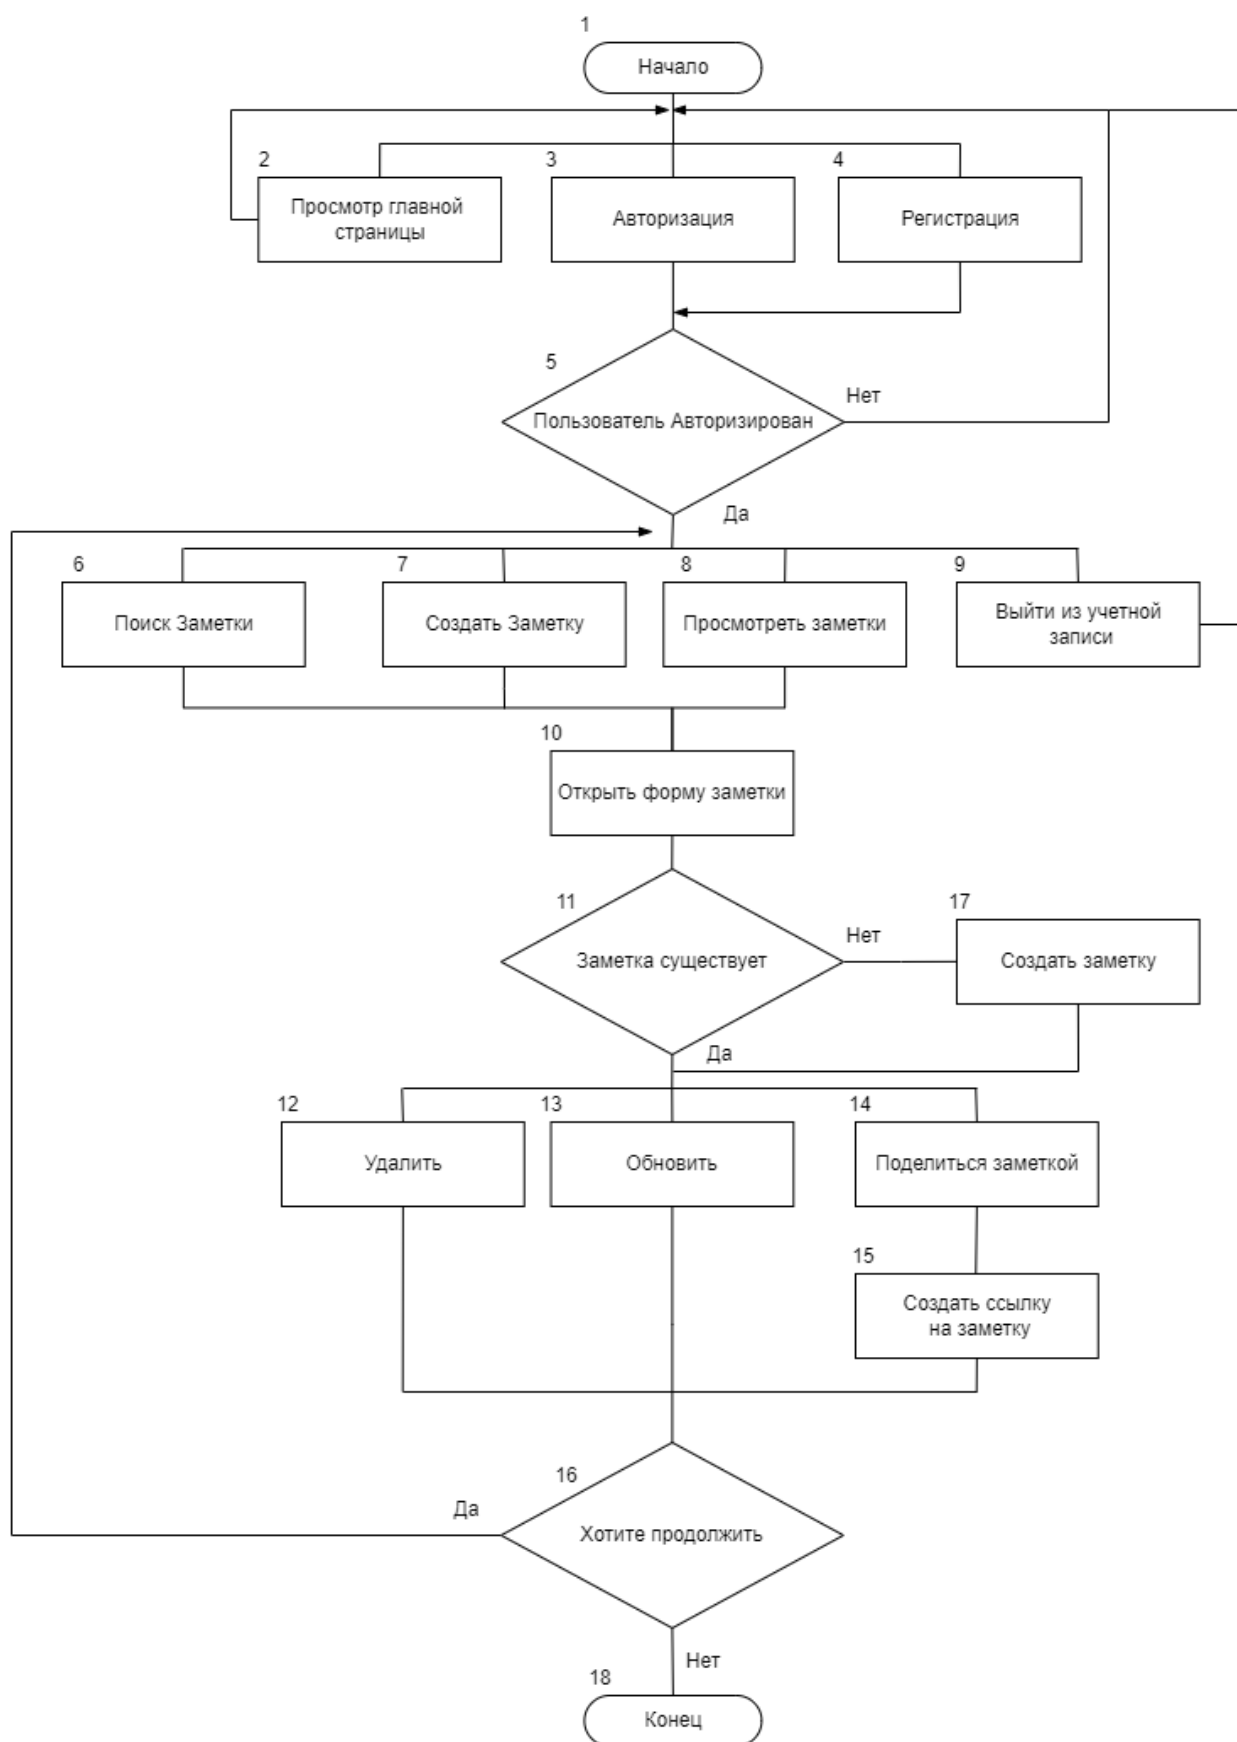 1
Начало
2
3
4
Просмотр главной
страницы
Авторизация
Регистрация
5
Нет
Пользователь Авторизирован
Да
6
7
8
9
Поиск Заметки
Создать Заметку
Просмотреть заметки
Выйти из учетной
записи
10
Открыть форму заметки
11
17
Нет
Заметка существует
Создать заметку
Да
12
13
14
Удалить
Обновить
Поделиться заметкой
15
Создать ссылку
на заметку
16
Да
Хотите продолжить
Нет
18
Конец